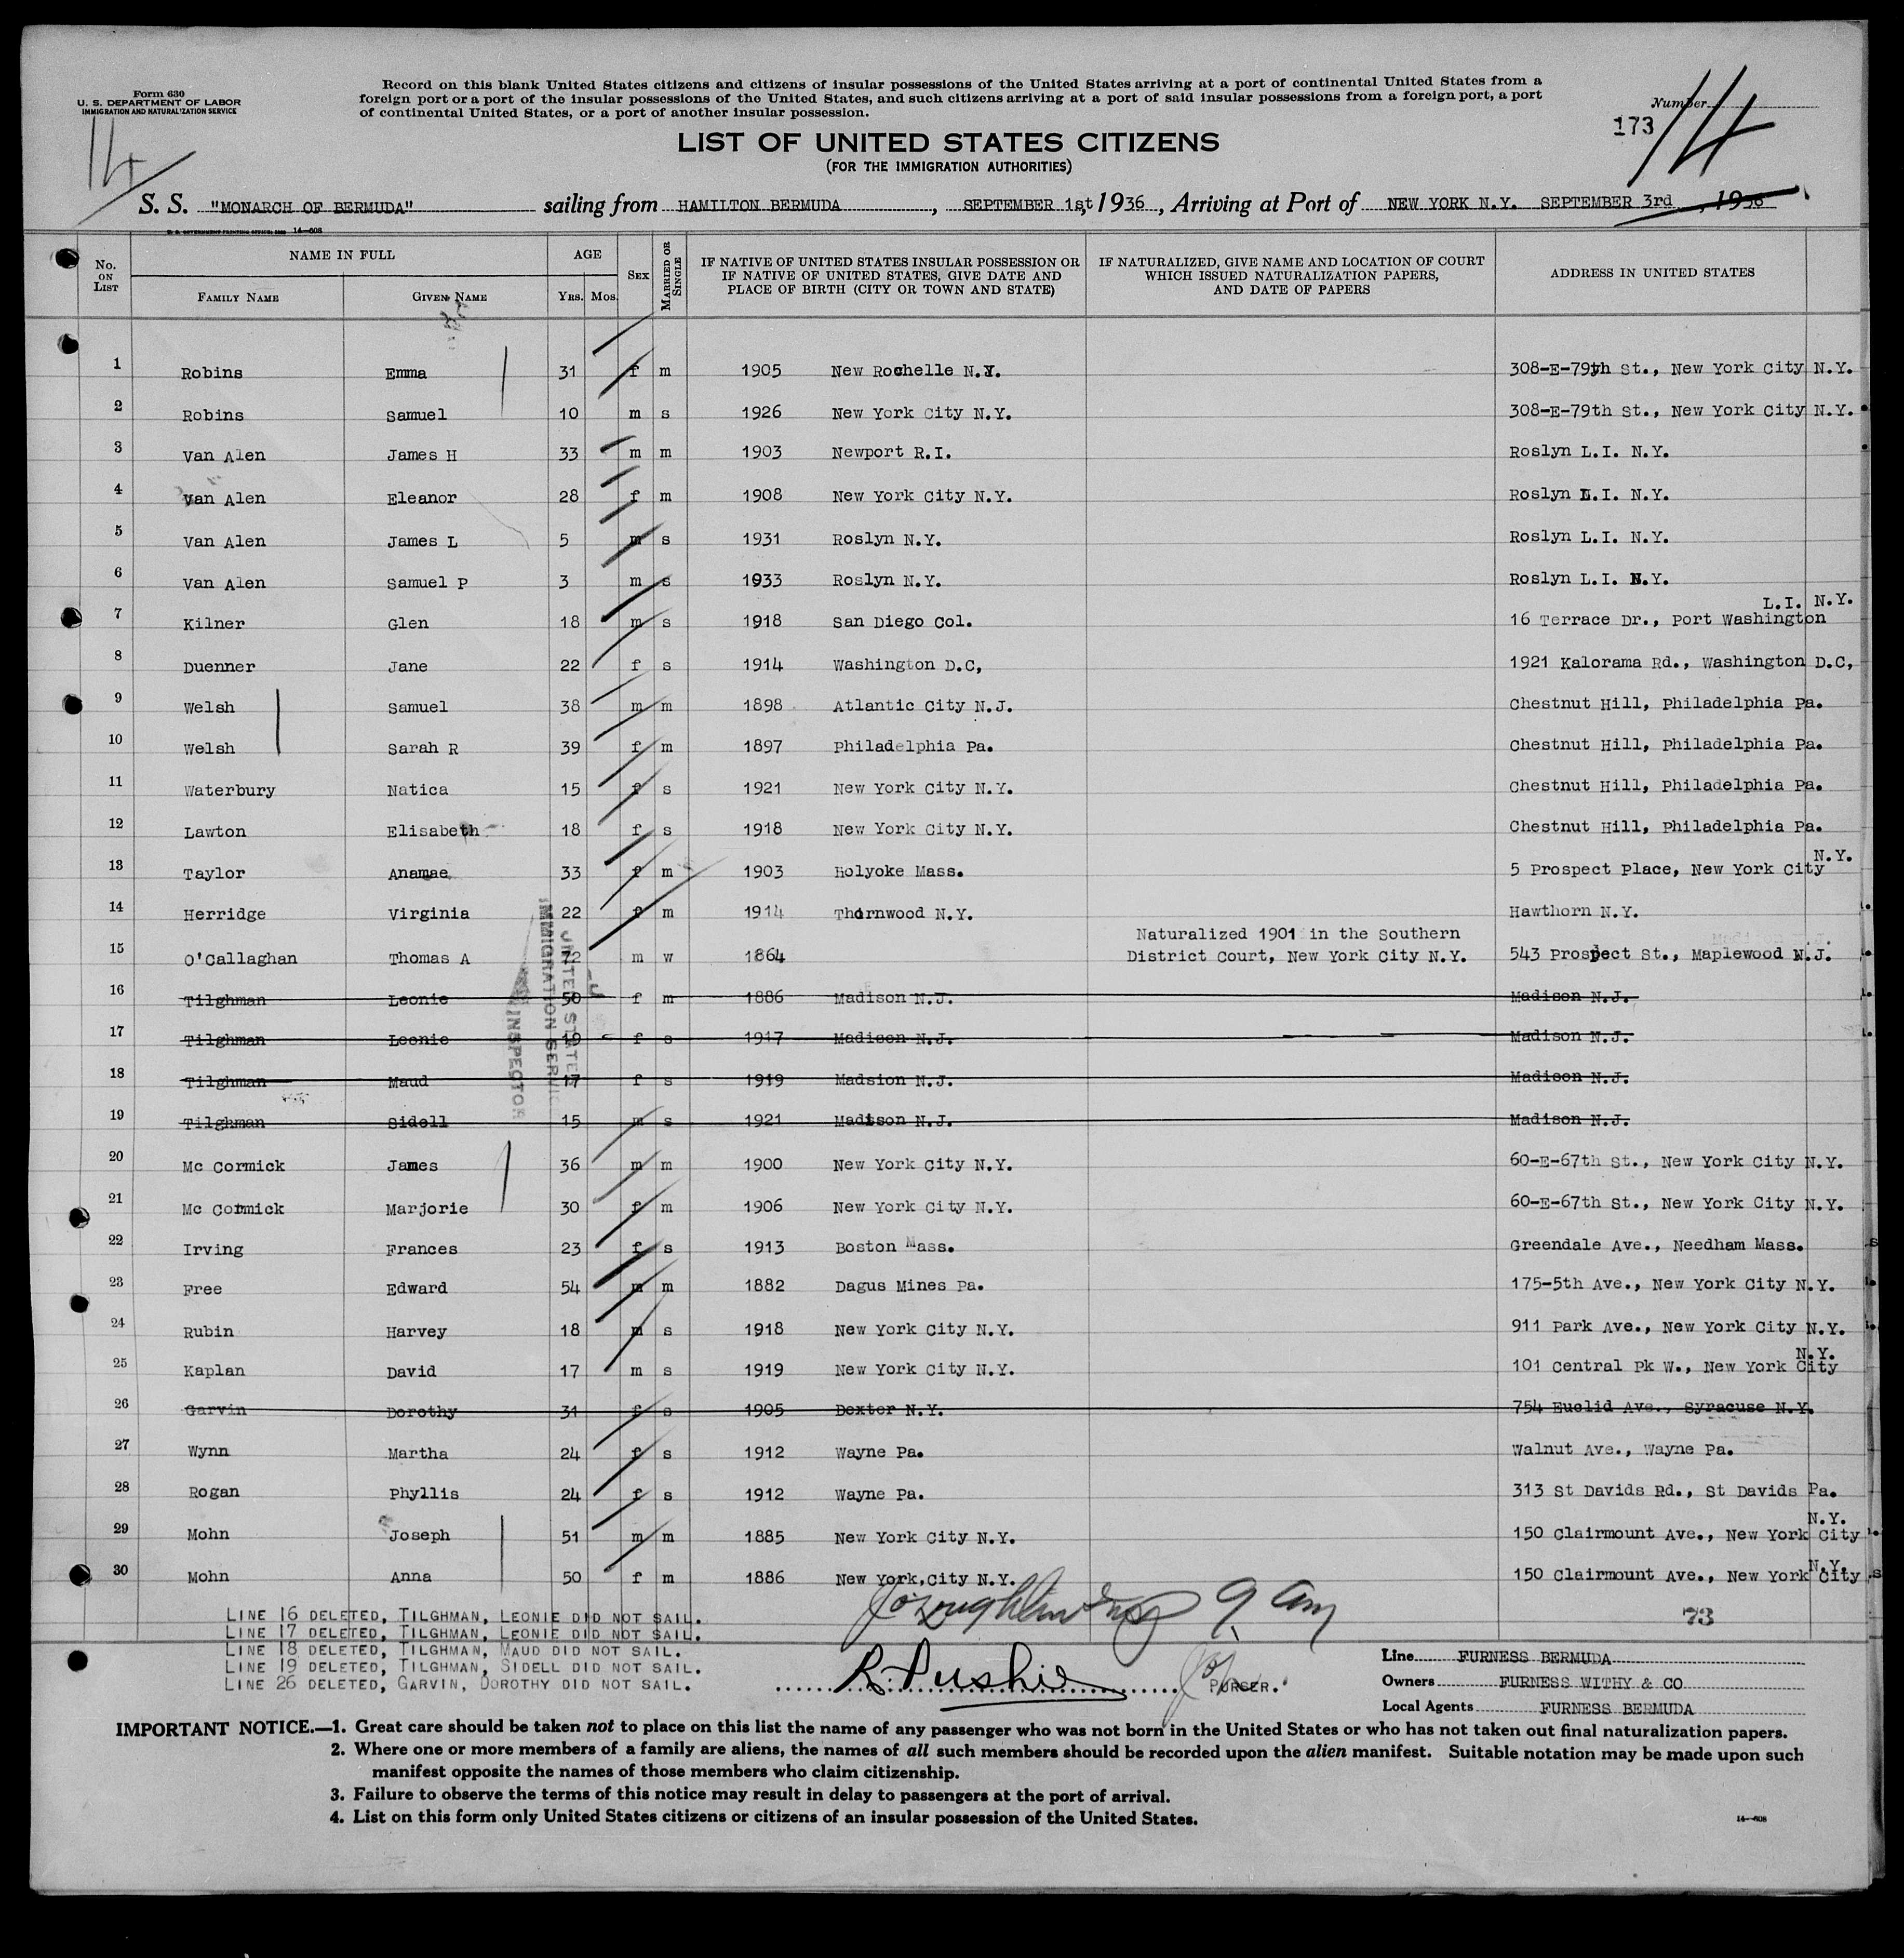 Form 630
U. S. DEPARTMENT OF LABOR
IMMIGRATION AND NATURALIZATION SERVICE
Record on this blank United States citizens and citizens of insular possessions of the United States arriving at a port of continental United States from a
foreign port or a port of the insular possessions of the United States, and such citizens arriving at a port of said insular possessions from a foreign port, a port
of continental United States, or a port of another insular possession.
Number
173
14
14
LIST OF UNITED STATES CITIZENS
(FOR THE IMMIGRATION AUTHORITIES)
S. S. "MONARCH OF BERMUDA" sailing from HAMILTON BERMUDA, SEPTEMBER 1st, 1936, Arriving at Port of NEW YORK N.Y. SEPTEMBER 3rd, 1936
14-608
No. ON LIST NAME IN FULL AGE SEX MARRIED OR SINGLE IF NATIVE OF UNITED STATES INSULAR POSSESSION OR IF NATIVE OF UNITED STATES, GIVE DATE AND PLACE OF BIRTH (CITY OR TOWN AND STATE) IF NATURALIZED, GIVE NAME AND LOCATION OF COURT WHICH ISSUED NATURALIZATION PAPERS, AND DATE OF PAPERS ADDRESS IN UNITED STATES
FAMILY NAME GIVEN NAME YRS. MOS.
1 Robins Emma 31 f m 1905 New Rochelle N.Y. 308-E-79th St., New York City N.Y.
2 Robins Samuel 10 m s 1926 New York City N.Y. 308-E-79th St., New York City N.Y.
3 Van Alen James H 33 m m 1903 Newport R.I. Roslyn L.I. N.Y.
4 Van Alen Eleanor 28 f m 1908 New York City N.Y. Roslyn L.I. N.Y.
5 Van Alen James L 5 m s 1931 Roslyn N.Y. Roslyn L.I. N.Y.
6 Van Alen Samuel P 3 m s 1933 Roslyn N.Y. Roslyn L.I. N.Y.
7 Kilner Glen 18 m s 1918 San Diego Col. 16 Terrace Dr., Port Washington L.I. N.Y.
8 Duenner Jane 22 f s 1914 Washington D.C, 1921 Kalorama Rd., Washington D.C,
9 Welsh Samuel 38 m m 1898 Atlantic City N.J. Chestnut Hill, Philadelphia Pa.
10 Welsh Sarah R 39 f m 1897 Philadelphia Pa. Chestnut Hill, Philadelphia Pa.
11 Waterbury Natica 15 f s 1921 New York City N.Y. Chestnut Hill, Philadelphia Pa.
12 Lawton Elisabeth 18 f s 1918 New York City N.Y. Chestnut Hill, Philadelphia Pa.
13 Taylor Anamae 33 f m 1903 Holyoke Mass. 5 Prospect Place, New York City N.Y.
14 Herridge Virginia 22 f m 1914 Thornwood N.Y. Hawthorn N.Y.
15 O'Callaghan Thomas A 72 m w 1864 Naturalized 1901 in the Southern District Court, New York City N.Y. 543 Prospect St., Maplewood N.J.
16 Tilghman Leonie 50 f m 1886 Madison N.J. Madison N.J.
17 Tilghman Leonie 19 f s 1917 Madison N.J. Madison N.J.
18 Tilghman Maud 17 f s 1919 Madsion N.J. Madison N.J.
19 Tilghman Sidell 15 m s 1921 Madison N.J. Madison N.J.
20 Mc Cormick James 36 m m 1900 New York City N.Y. 60-E-67th St., New York City N.Y.
21 Mc Cormick Marjorie 30 f m 1906 New York City N.Y. 60-E-67th St., New York City N.Y.
22 Irving Frances 23 f s 1913 Boston Mass. Greendale Ave., Needham Mass.
23 Free Edward 54 m m 1882 Dagus Mines Pa. 175-5th Ave., New York City N.Y.
24 Rubin Harvey 18 m s 1918 New York City N.Y. 911 Park Ave., New York City N.Y.
25 Kaplan David 17 m s 1919 New York City N.Y. 101 Central Pk W., New York City N.Y.
26 Garvin Dorothy 31 f s 1905 Dexter N.Y. 754 Euclid Ave., Syracuse N.Y.
27 Wynn Martha 24 f s 1912 Wayne Pa. Walnut Ave., Wayne Pa.
28 Rogan Phyllis 24 f s 1912 Wayne Pa. 313 St Davids Rd., St Davids Pa.
29 Mohn Joseph 51 m m 1885 New York City N.Y. 150 Clairmount Ave., New York City N.Y.
30 Mohn Anna 50 f m 1886 New York,City N.Y. 150 Clairmount Ave., New York City N.Y.
UNITED STATES
IMMIGRATION SERVICE
INSPECTOR
9 am
73
LINE 16 DELETED, TILGHMAN, LEONIE DID NOT SAIL.
LINE 17 DELETED, TILGHMAN, LEONIE DID NOT SAIL.
LINE 18 DELETED, TILGHMAN, MAUD DID NOT SAIL.
LINE 19 DELETED, TILGHMAN, SIDELL DID NOT SAIL.
LINE 26 DELETED, GARVIN, DOROTHY DID NOT SAIL.
PURSER.
Line FURNESS BERMUDA
Owners FURNESS WITHY & CO
Local Agents FURNESS BERMUDA
IMPORTANT NOTICE.—1. Great care should be taken not to place on this list the name of any passenger who was not born in the United States or who has not taken out final naturalization papers.
2. Where one or more members of a family are aliens, the names of all such members should be recorded upon the alien manifest. Suitable notation may be made upon such
manifest opposite the names of those members who claim citizenship.
3. Failure to observe the terms of this notice may result in delay to passengers at the port of arrival.
4. List on this form only United States citizens or citizens of an insular possession of the United States.
14-608